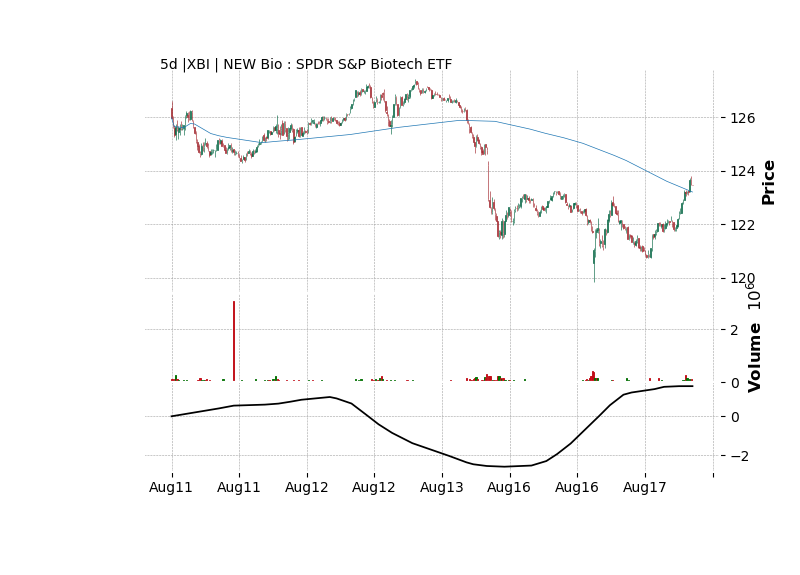 5d |XBI | NEW Bio : SPDR S&P Biotech ETF
126
124
122
120
Price
2
0
Volume 10^6
0
−2
Aug11 Aug11 Aug12 Aug12 Aug13 Aug16 Aug16 Aug17